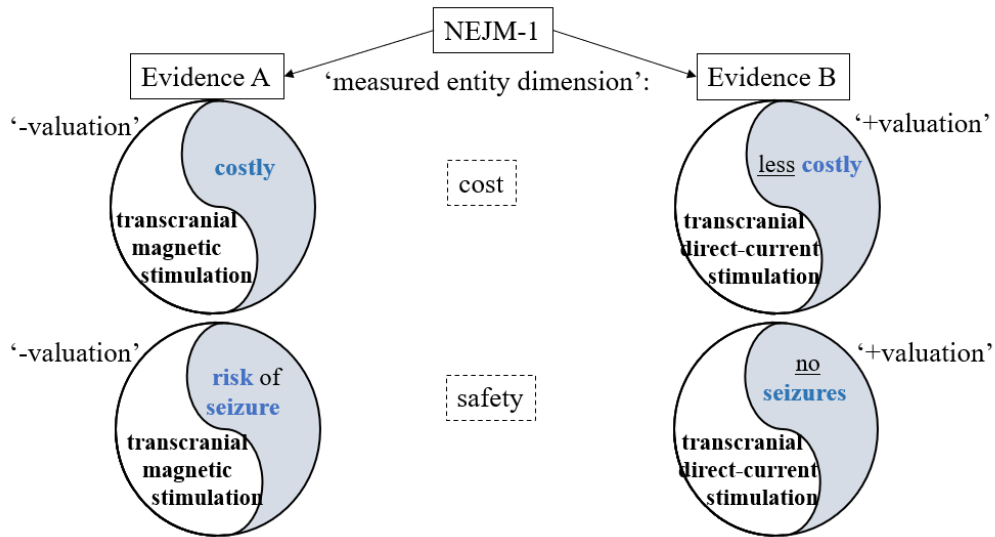 NEJM-1
Evidence A
‘measured entity dimension’:
Evidence B
‘-valuation’
‘+valuation’
costly
cost
less costly
transcranial
magnetic
stimulation
transcranial
direct-current
stimulation
‘-valuation’
‘+valuation’
risk of
seizure
safety
no
seizures
transcranial
magnetic
stimulation
transcranial
direct-current
stimulation